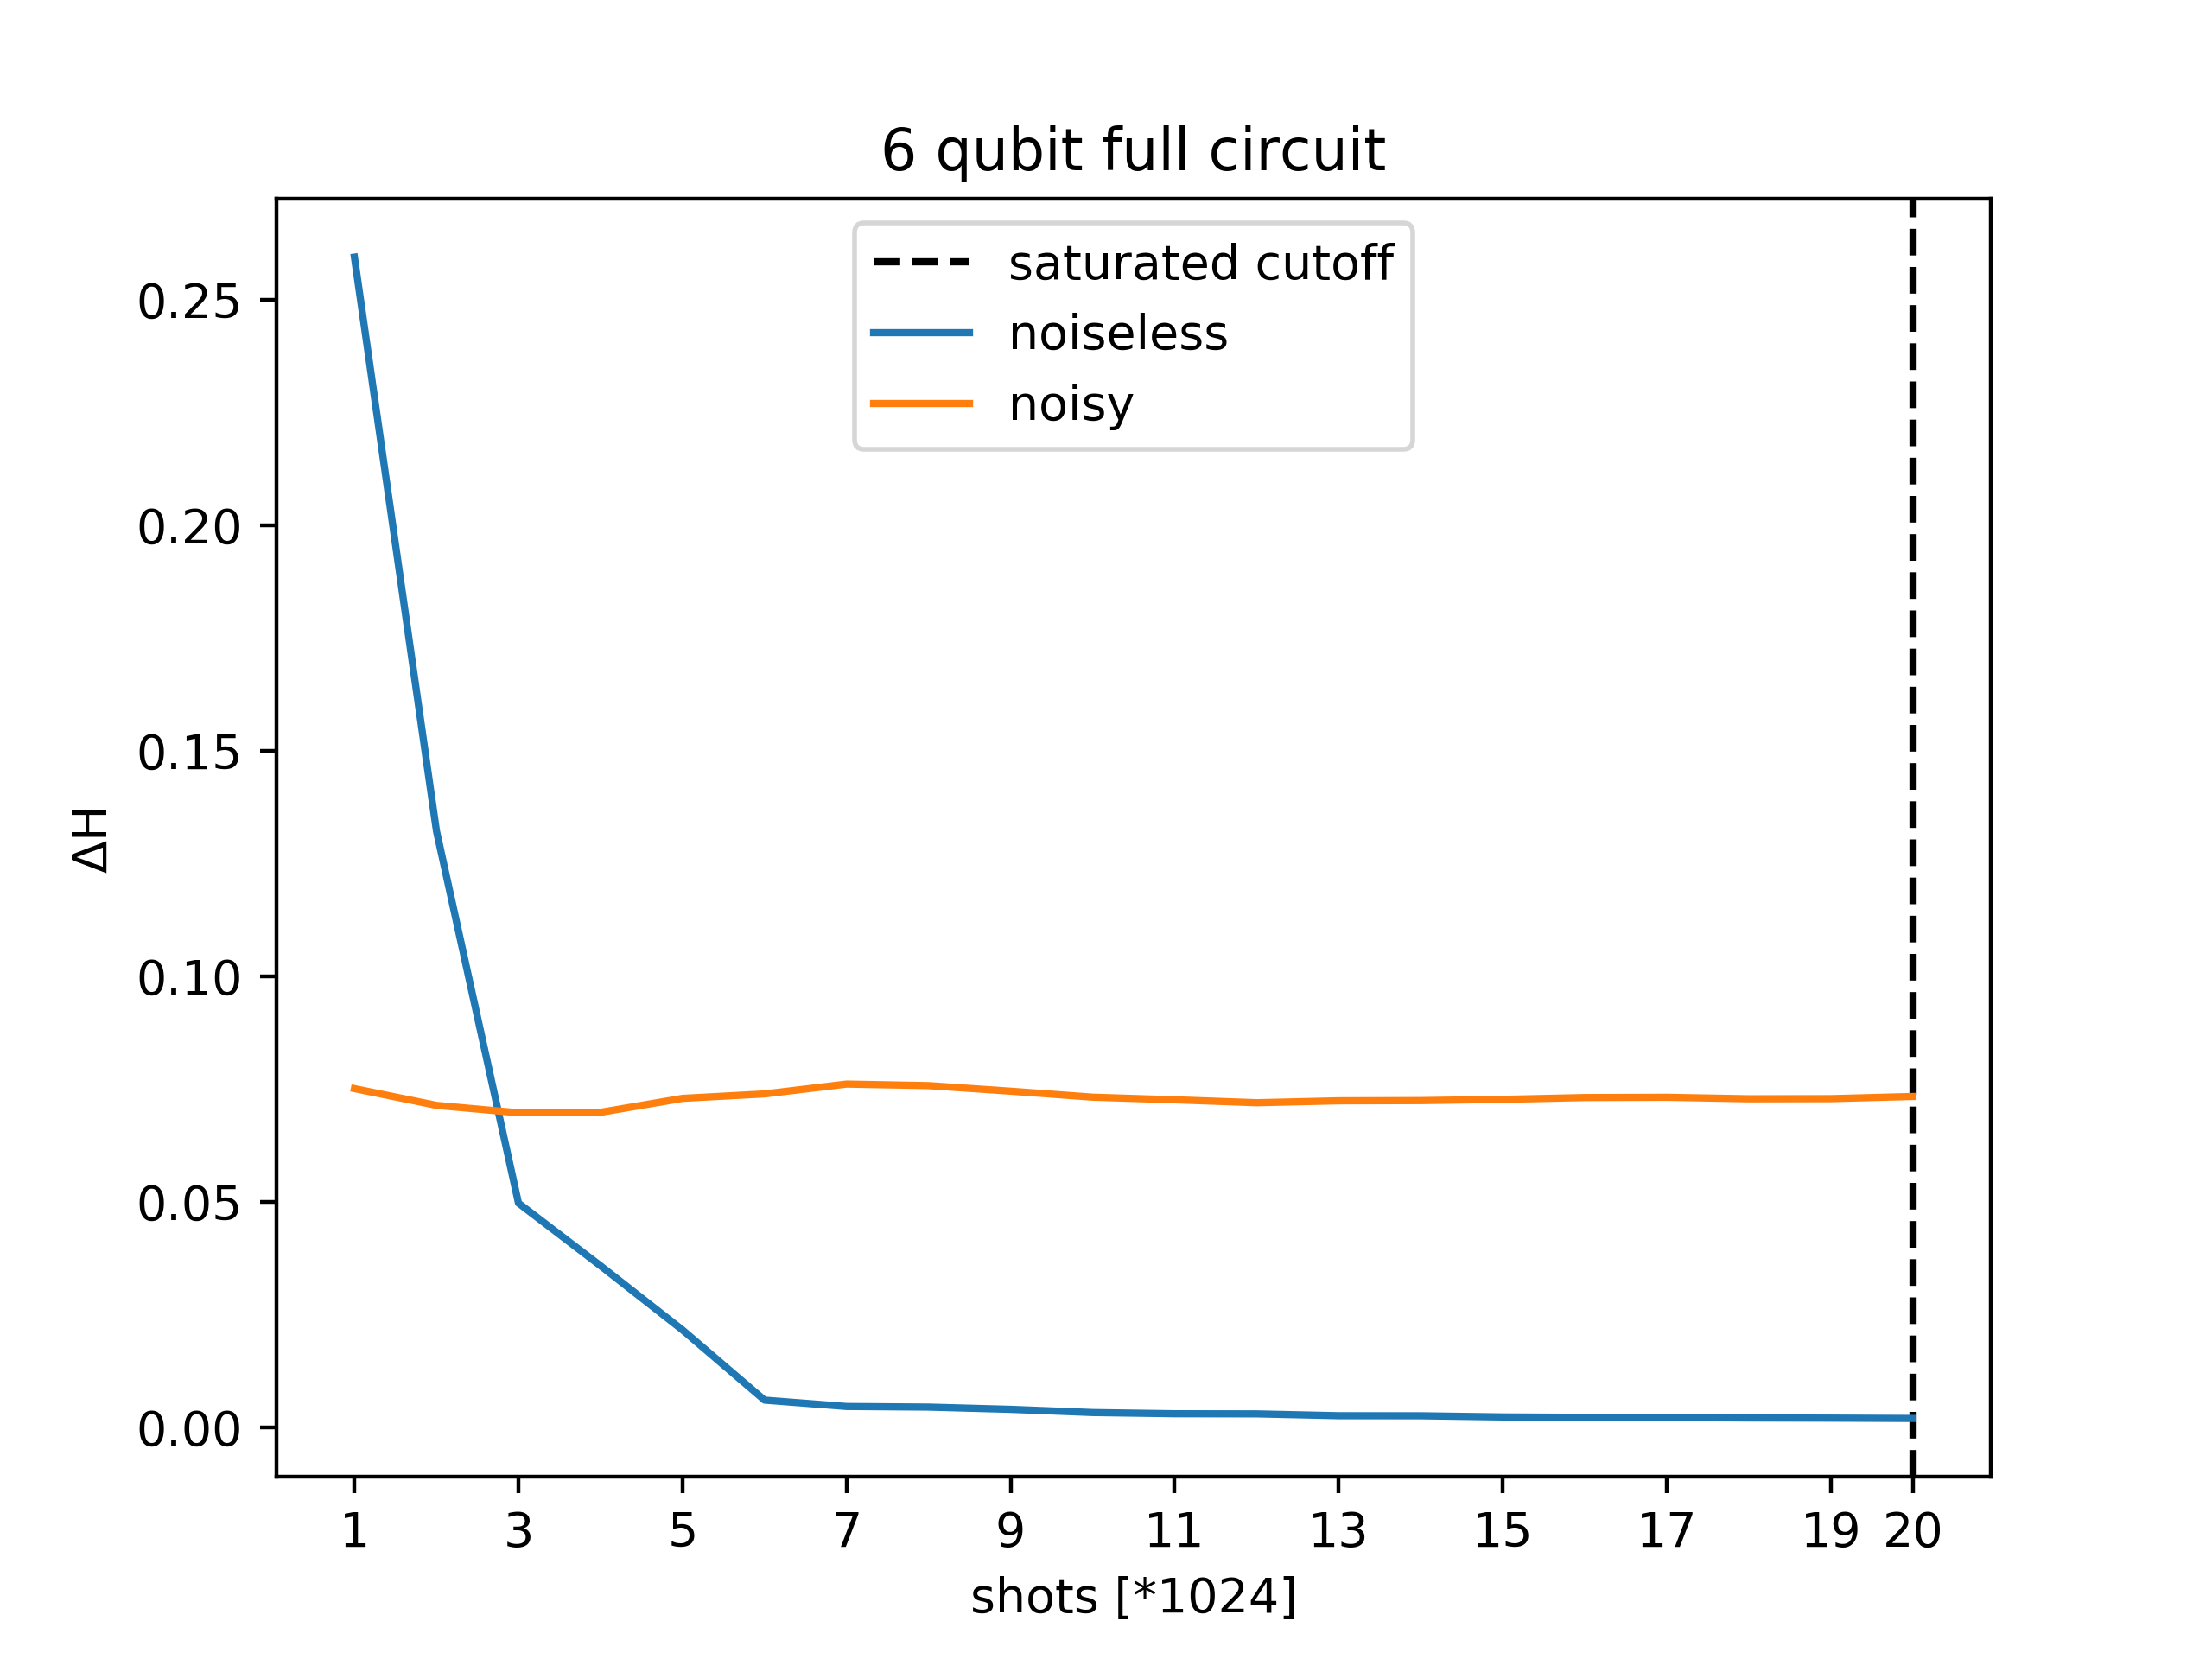 6 qubit full circuit
saturated cutoff
noiseless
noisy
0.25
0.20
0.15
0.10
0.05
0.00
ΔH
1 3 5 7 9 11 13 15 17 19 20
shots [*1024]